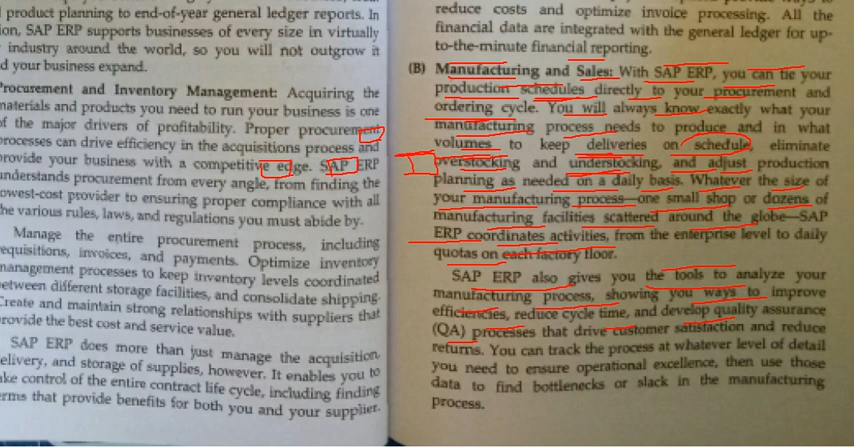 product planning to end-of-year general ledger reports. In
ion, SAP ERP supports businesses of every size in virtually
industry around the world, so you will not outgrow it
d your business expand.
Procurement and Inventory Management: Acquiring the
materials and products you need to run your business is one
of the major drivers of profitability. Proper procurement
processes can drive efficiency in the acquisitions process and
provide your business with a competitive edge. SAP ERP
understands procurement from every angle, from finding the
lowest-cost provider to ensuring proper compliance with all
the various rules, laws, and regulations you must abide by.
Manage the entire procurement process, including
equisitions, invoices, and payments. Optimize inventory
management processes to keep inventory levels coordinated
between different storage facilities, and consolidate shipping.
Create and maintain strong relationships with suppliers that
provide the best cost and service value.
SAP ERP does more than just manage the acquisition,
elivery, and storage of supplies, however. It enables you to
ake control of the entire contract life cycle, including finding
erms that provide benefits for both you and your supplier.
reduce costs and optimize invoice processing. All the
financial data are integrated with the general ledger for up-
to-the-minute financial reporting.
(B) Manufacturing and Sales: With SAP ERP, you can tie your
production schedules directly to your procurement and
ordering cycle. You will always know exactly what your
manufacturing process needs to produce and in what
volumes to keep deliveries on schedule, eliminate
overstocking and understocking, and adjust production
planning as needed on a daily basis. Whatever the size of
your manufacturing process—one small shop or dozens of
manufacturing facilities scattered around the globe—SAP
ERP coordinates activities, from the enterprise level to daily
quotas on each factory floor.
SAP ERP also gives you the tools to analyze your
manufacturing process, showing you ways to improve
efficiencies, reduce cycle time, and develop quality assurance
(QA) processes that drive customer satisfaction and reduce
returns. You can track the process at whatever level of detail
you need to ensure operational excellence, then use those
data to find bottlenecks or slack in the manufacturing
process.